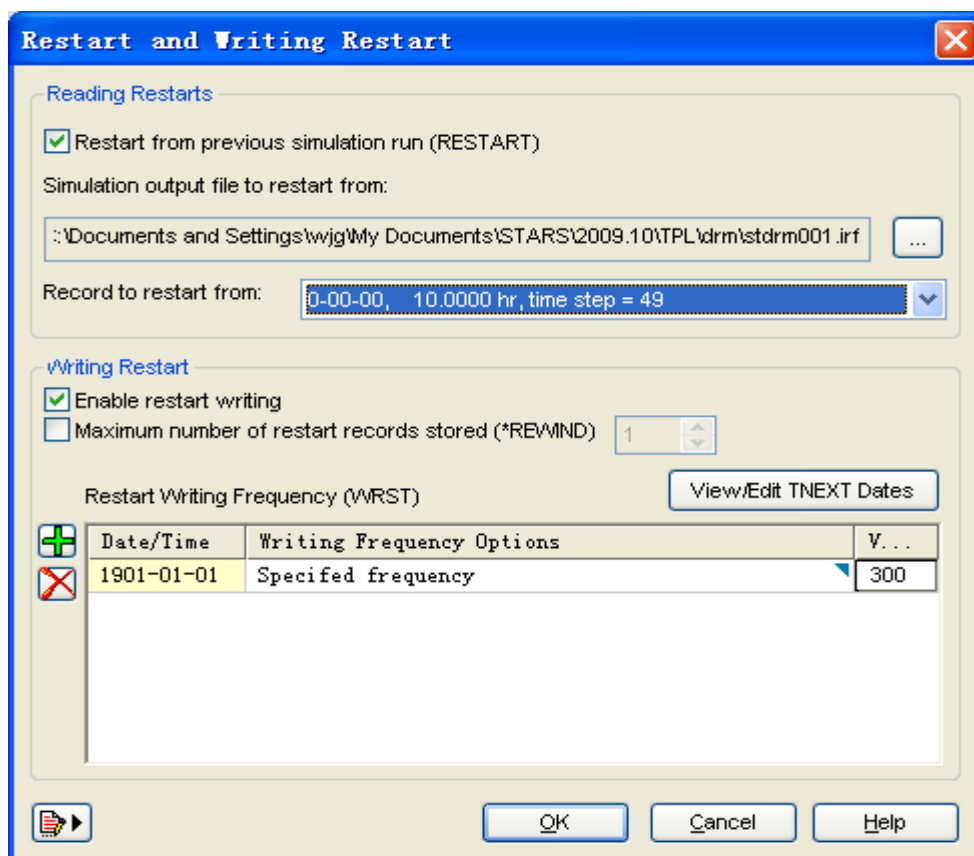 Restart and Writing Restart
Reading Restarts
Restart from previous simulation run (RESTART)
Simulation output file to restart from:
:\Documents and Settings\wjg\My Documents\STARS\2009.10\TPL\drm\stdrm001.irf
...
Record to restart from:
0-00-00, 10.0000 hr, time step = 49
Writing Restart
Enable restart writing
Maximum number of restart records stored (*REWIND)
1
Restart Writing Frequency (WRST)
View/Edit TNEXT Dates
Date/Time Writing Frequency Options V...
1901-01-01 Specifed frequency 300
OK Cancel Help